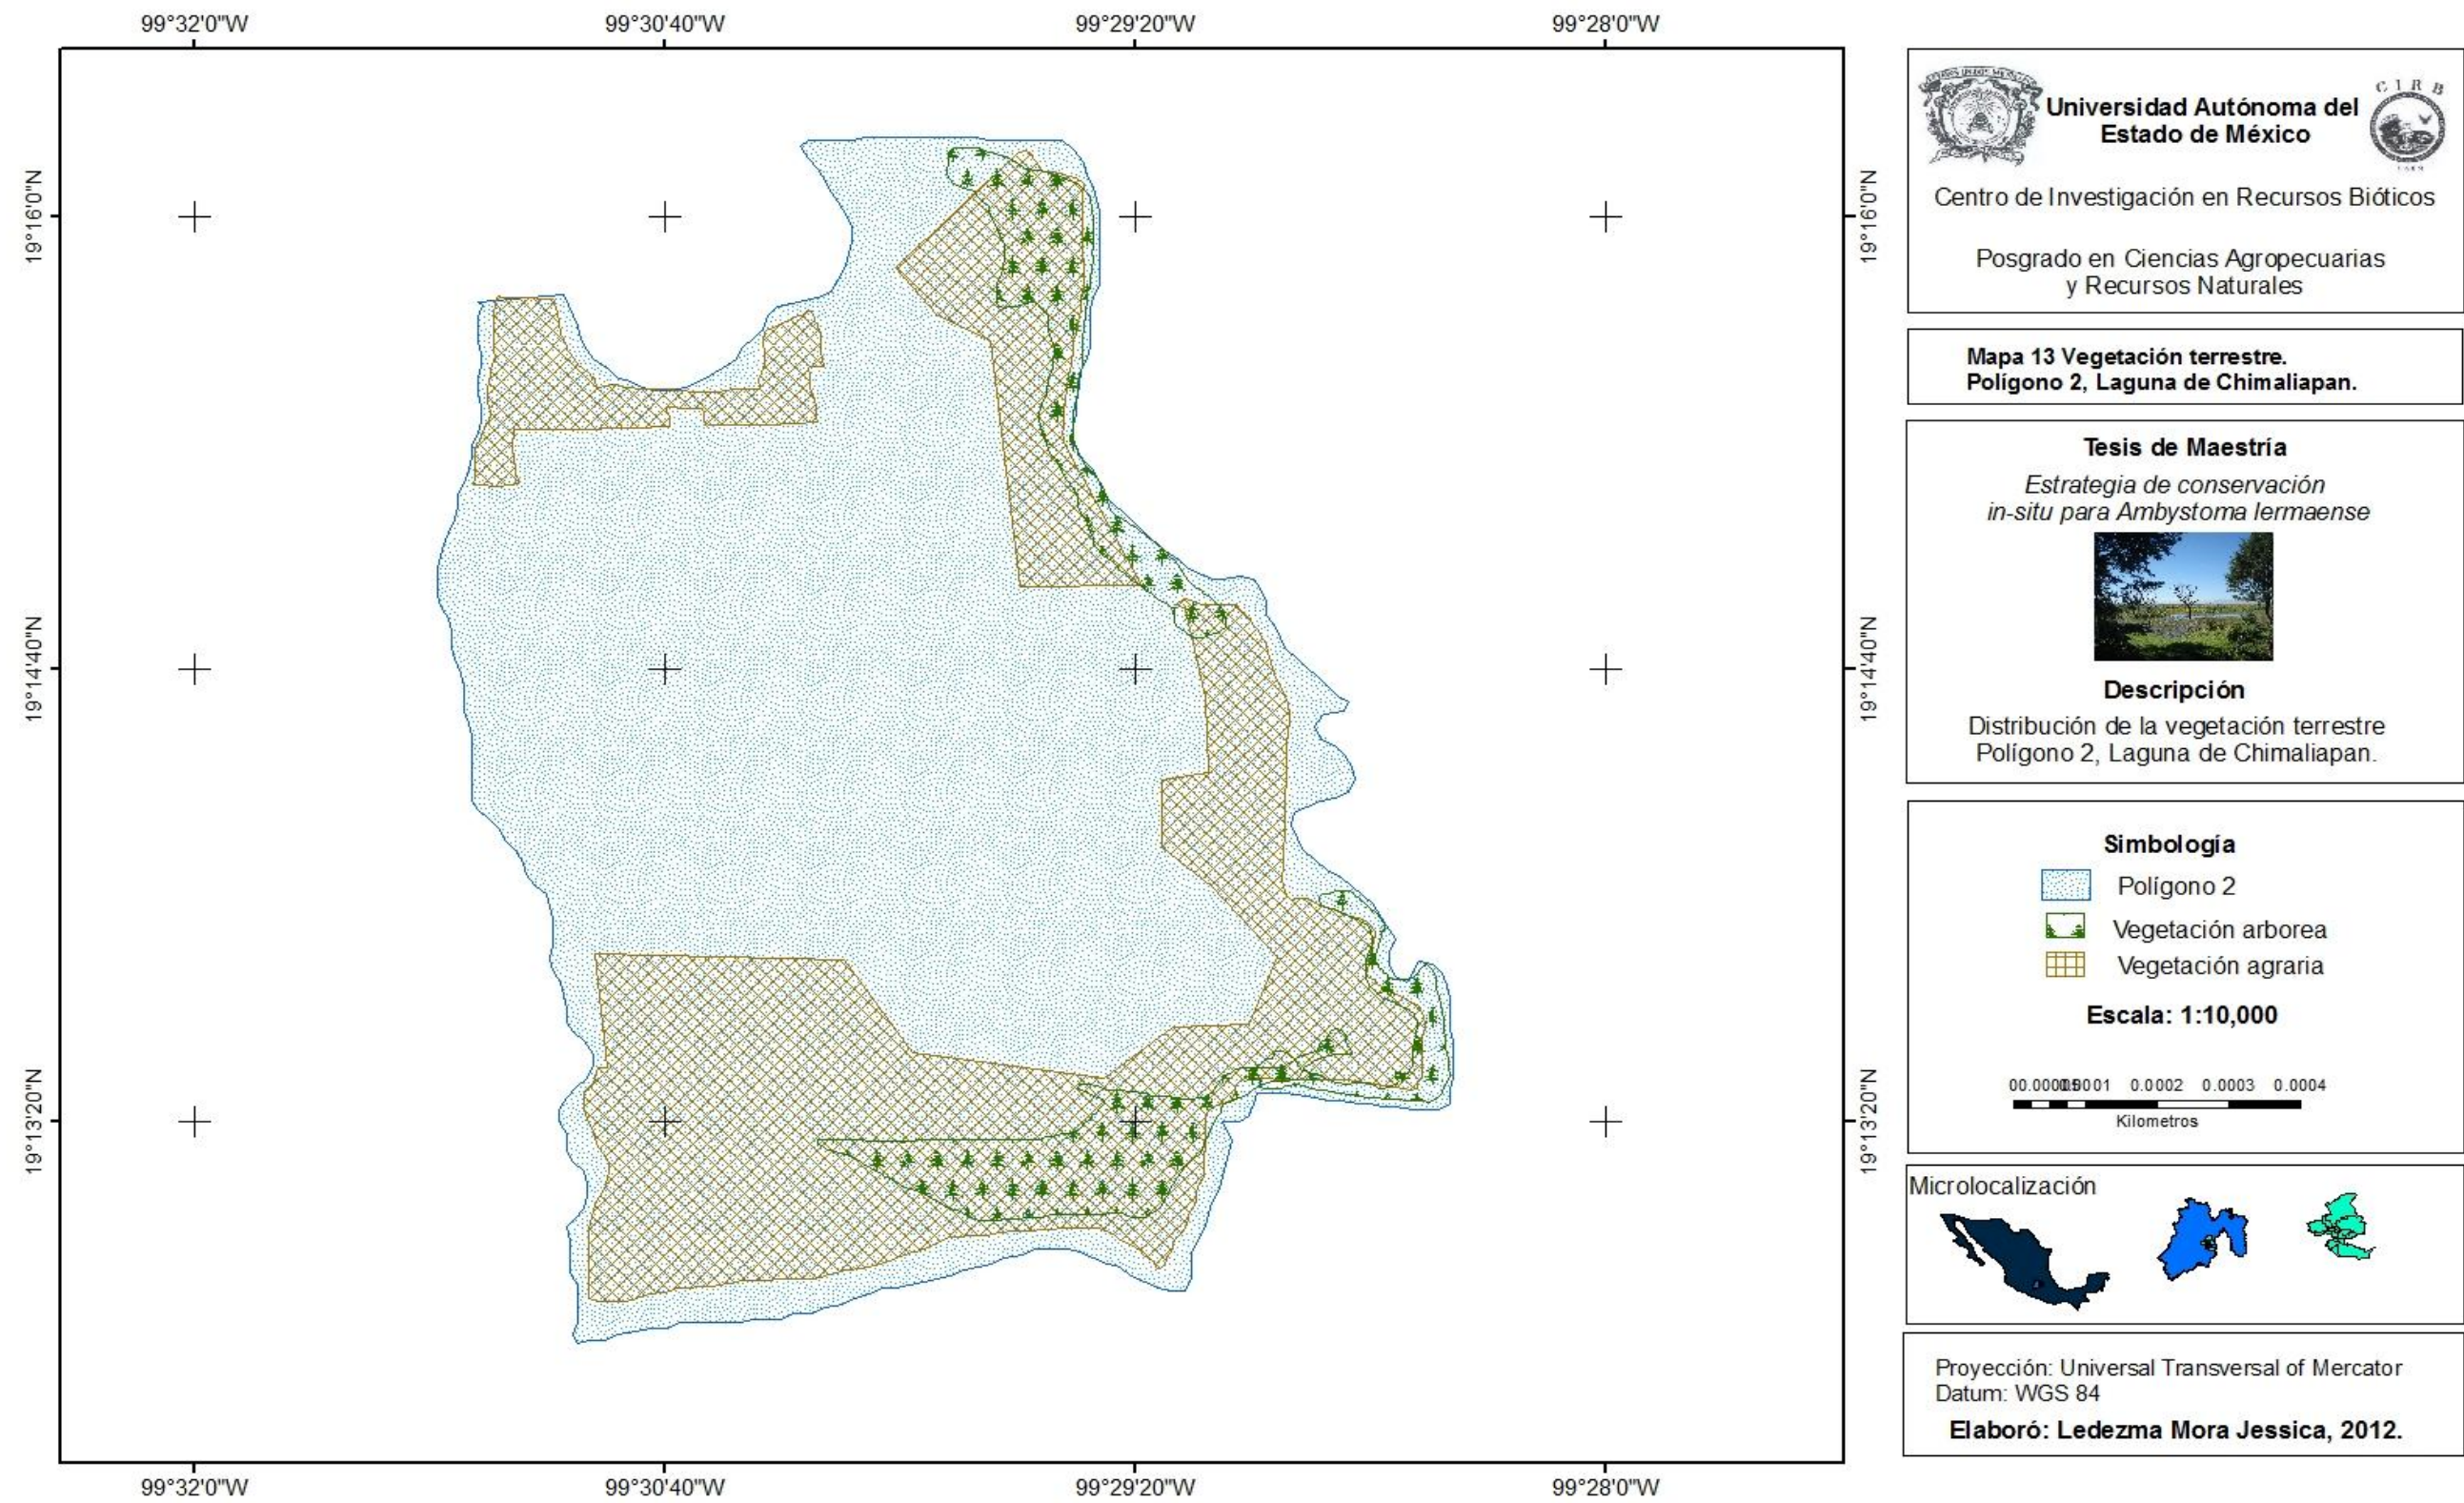 99°32'0"W 99°30'40"W 99°29'20"W 99°28'0"W
19°16'0"N
19°14'40"N
19°13'20"N
19°16'0"N
19°14'40"N
19°13'20"N
99°32'0"W 99°30'40"W 99°29'20"W 99°28'0"W
C I R B
Universidad Autónoma del
Estado de México
Centro de Investigación en Recursos Bióticos
Posgrado en Ciencias Agropecuarias
y Recursos Naturales
Mapa 13 Vegetación terrestre.
Polígono 2, Laguna de Chimaliapan.
Tesis de Maestría
Estrategia de conservación
in-situ para Ambystoma lermaense
Descripción
Distribución de la vegetación terrestre
Polígono 2, Laguna de Chimaliapan.
Simbología
Polígono 2
Vegetación arborea
Vegetación agraria
Escala: 1:10,000
0.0002 0.0003 0.0004
Kilometros
Microlocalización
Proyección: Universal Transversal of Mercator
Datum: WGS 84
Elaboró: Ledezma Mora Jessica, 2012.